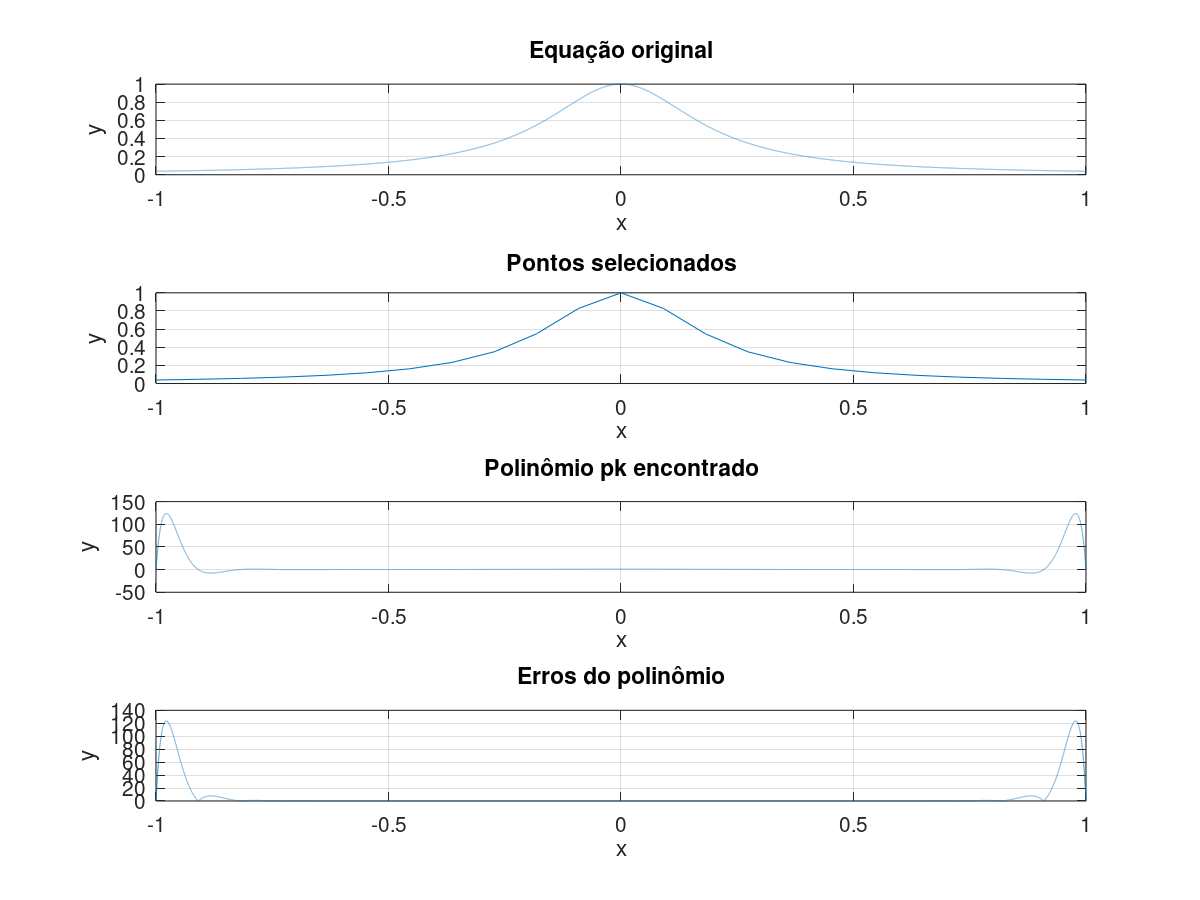 Equação original
1
0.8
0.6
0.4
0.2
0
y
-1 -0.5 0 0.5 1
x
Pontos selecionados
1
0.8
0.6
0.4
0.2
0
y
-1 -0.5 0 0.5 1
x
Polinômio pk encontrado
150
100
50
0
-50
y
-1 -0.5 0 0.5 1
x
Erros do polinômio
140
120
100
80
60
40
20
0
y
-1 -0.5 0 0.5 1
x